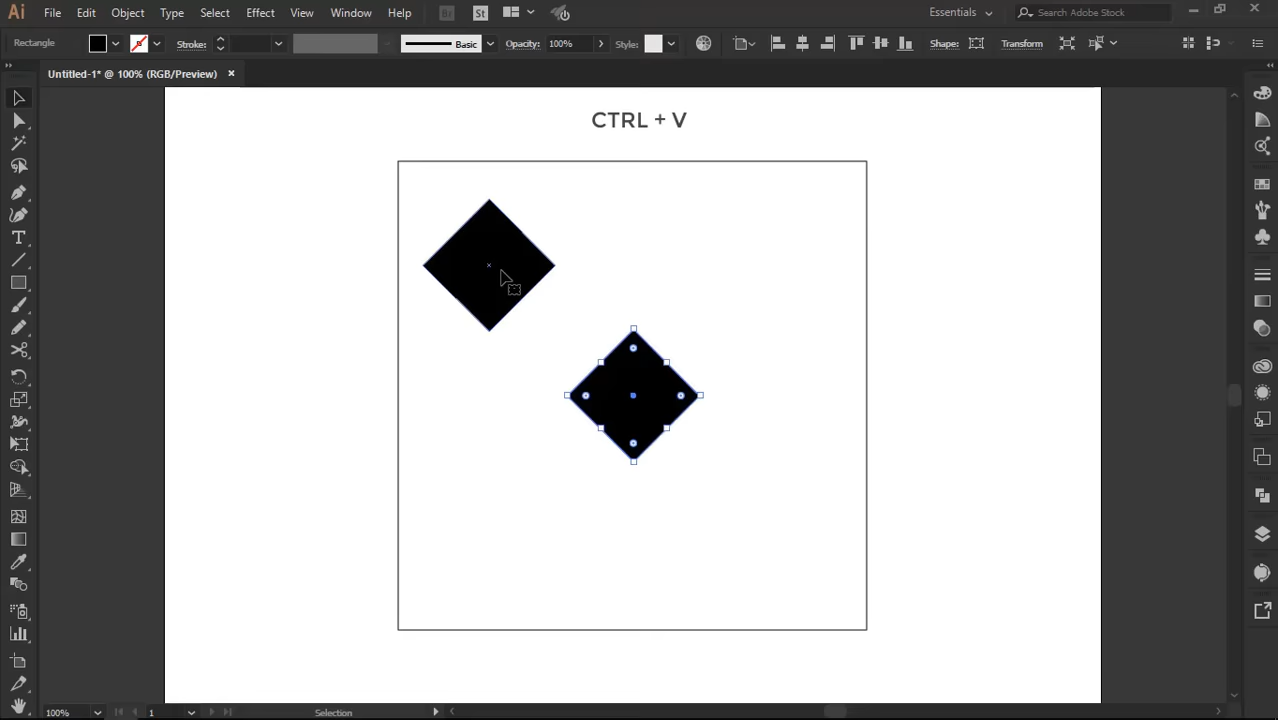 Ai File Edit Object Type Select Effect View Window Help Br St Essentials Search Adobe Stock
Rectangle Stroke: Basic Opacity: 100% Style: Shape: Transform
Untitled-1* @ 100% (RGB/Preview) ×
CTRL + V
100% 1 Selection